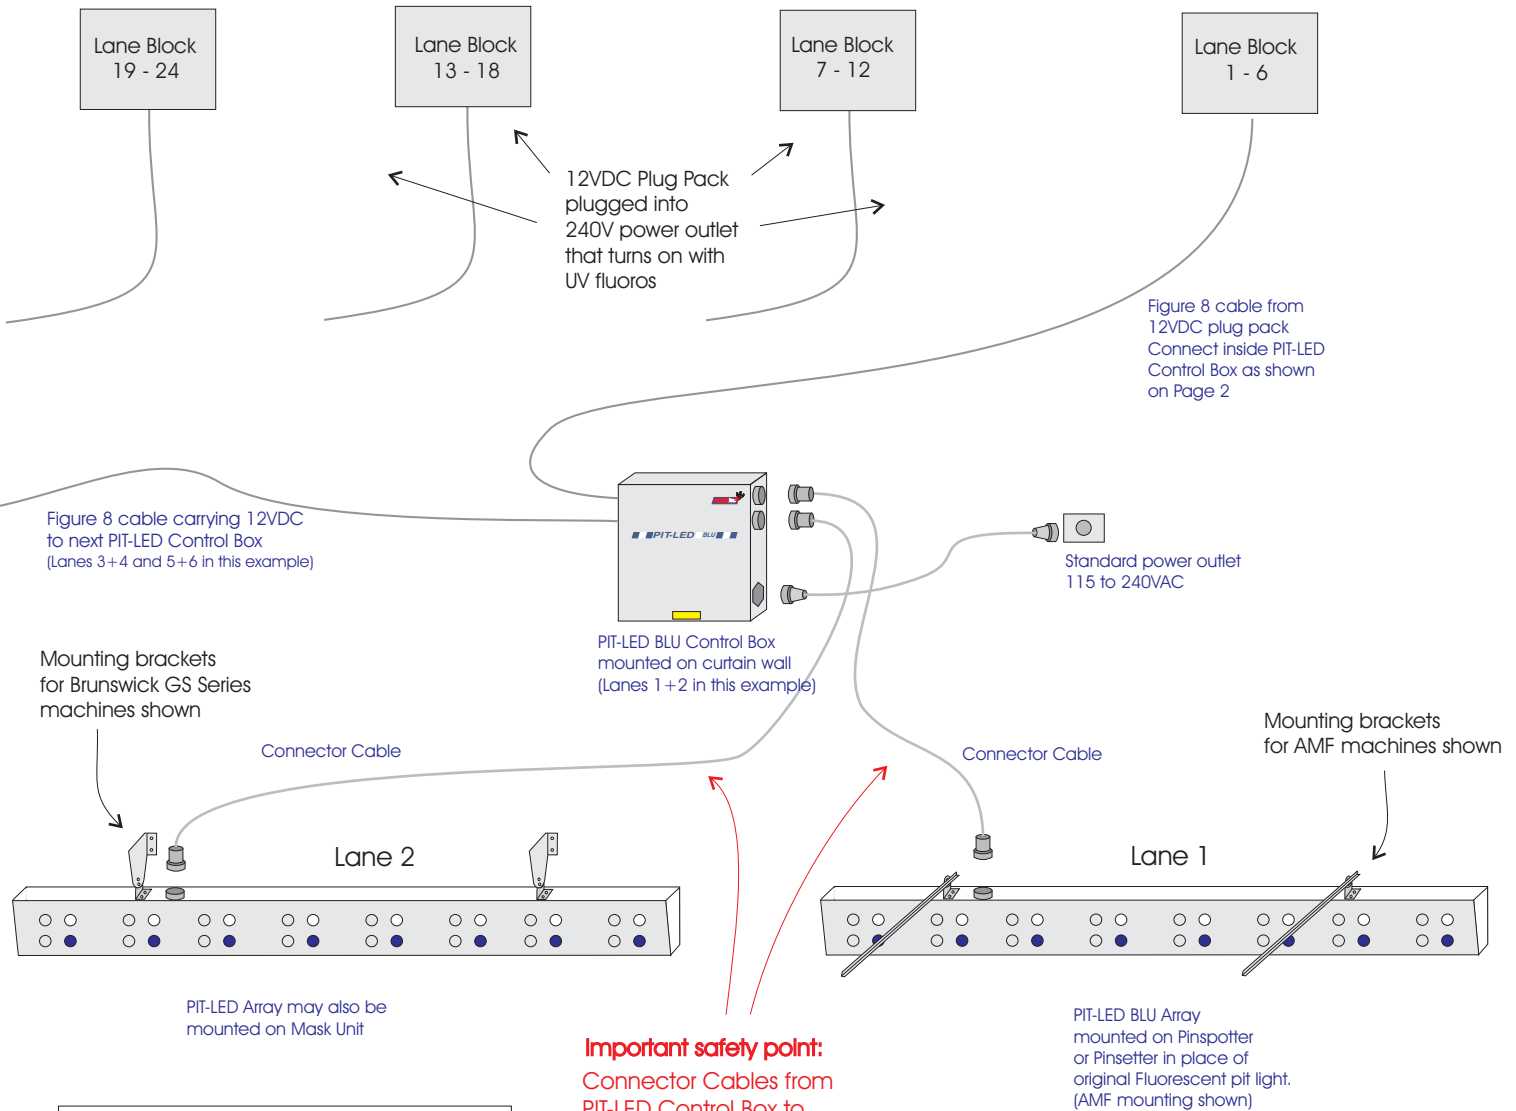 Lane Block
19 - 24
Lane Block
13 - 18
Lane Block
7 - 12
Lane Block
1 - 6
12VDC Plug Pack
plugged into
240V power outlet
that turns on with
UV fluoros
Figure 8 cable from
12VDC plug pack
Connect inside PIT-LED
Control Box as shown
on Page 2
Figure 8 cable carrying 12VDC
to next PIT-LED Control Box
(Lanes 3+4 and 5+6 in this example)
PIT-LED BLU
Standard power outlet
115 to 240VAC
PIT-LED BLU Control Box
mounted on curtain wall
(Lanes 1+2 in this example)
Mounting brackets
for Brunswick GS Series
machines shown
Connector Cable
Connector Cable
Mounting brackets
for AMF machines shown
Lane 2
Lane 1
PIT-LED Array may also be
mounted on Mask Unit
Important safety point:
Connector Cables from
PIT-LED Control Box to
PIT-LED BLU Array
mounted on Pinspotter
or Pinsetter in place of
original Fluorescent pit light.
(AMF mounting shown)